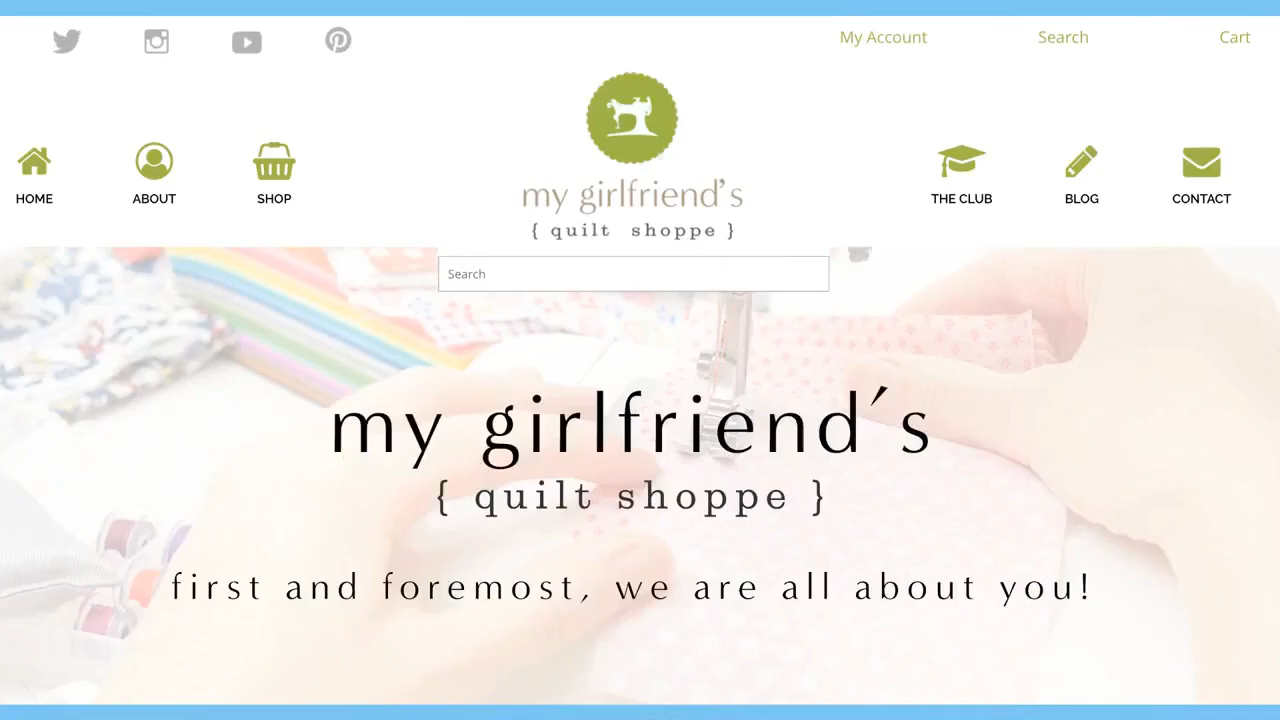 My Account Search Cart
my girlfriend's
{ quilt shoppe }
HOME ABOUT SHOP THE CLUB BLOG CONTACT
Search
my girlfriend's
{ quilt shoppe }
first and foremost, we are all about you!